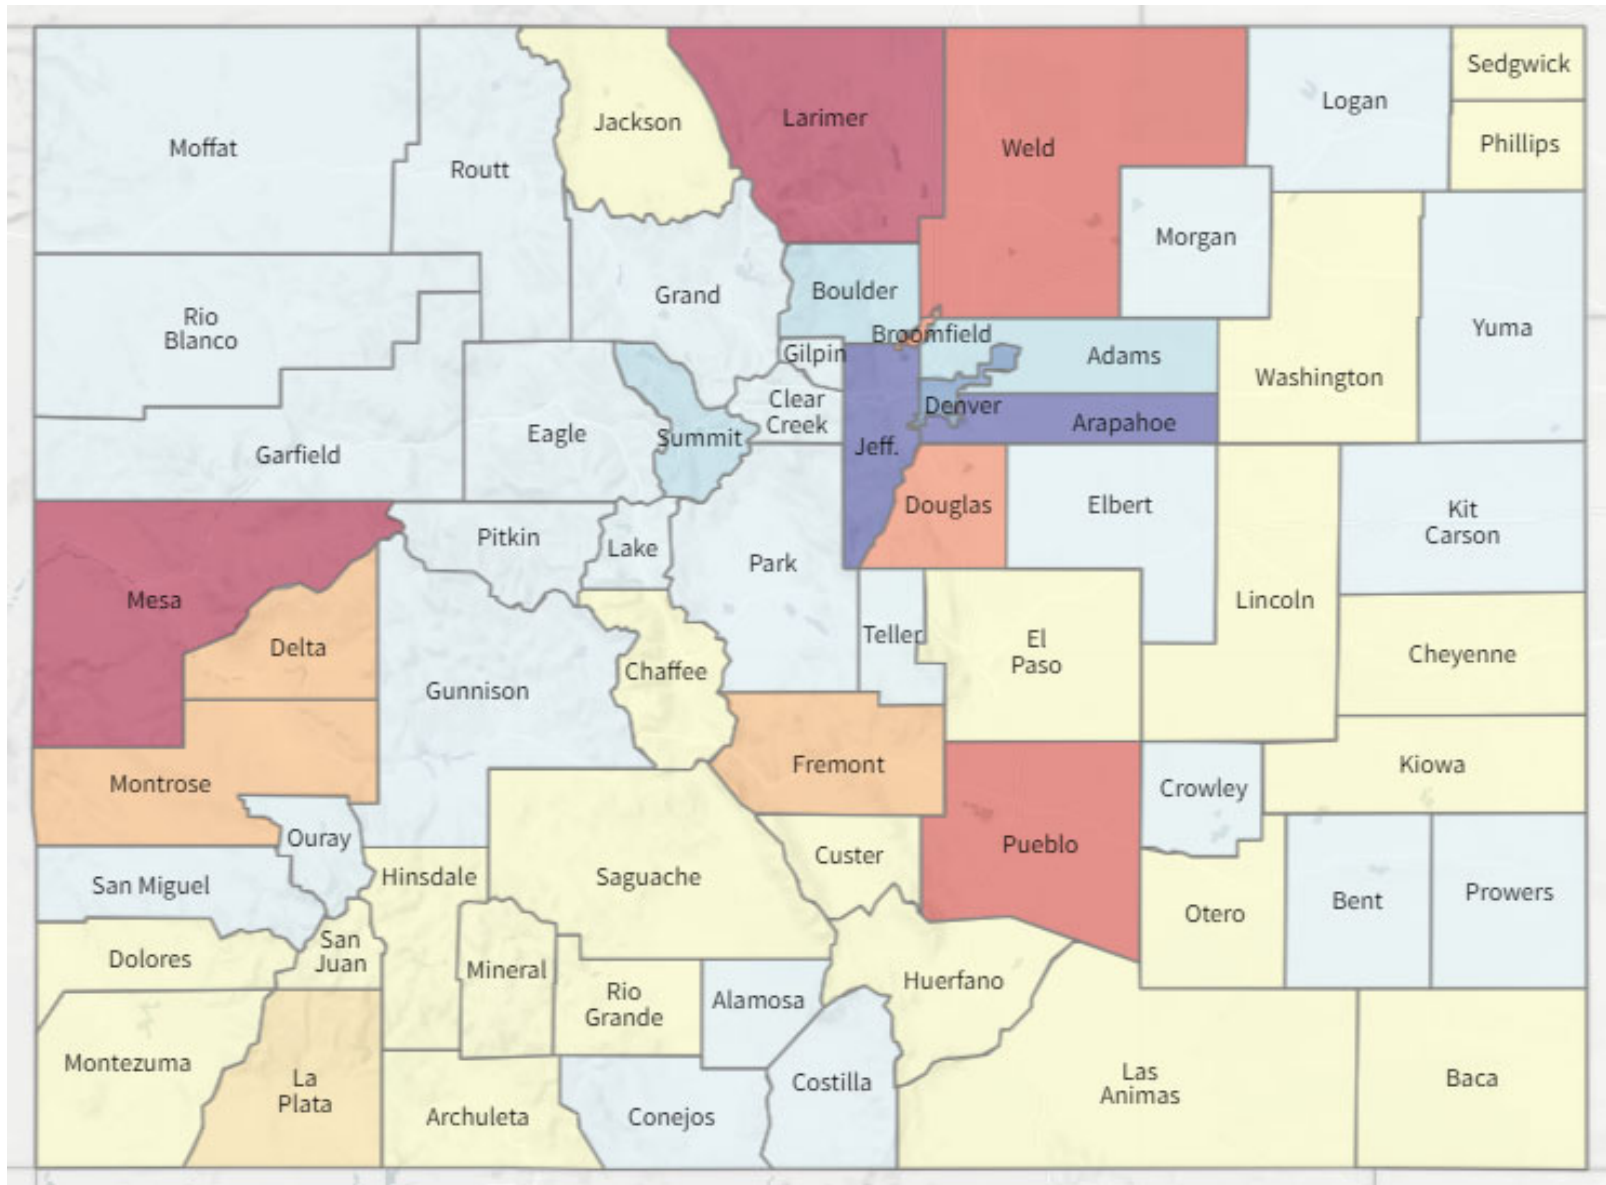 Sedgwick
Logan
Larimer
Jackson
Weld
Phillips
Moffat
Routt
Morgan
Boulder
Grand
Rio
Blanco
Yuma
Broomfield
Gilpin
Adams
Washington
Clear
Creek
Denver
Arapahoe
Eagle
Summit
Jeff.
Garfield
Douglas
Elbert
Kit
Carson
Pitkin
Lake
Park
Mesa
Lincoln
Teller
El
Paso
Delta
Cheyenne
Chaffee
Gunnison
Fremont
Kiowa
Montrose
Crowley
Ouray
Pueblo
Custer
Hinsdale
Saguache
San Miguel
Prowers
Bent
Otero
San
Juan
Dolores
Mineral
Huerfano
Rio
Grande
Alamosa
Montezuma
La
Plata
Costilla
Las
Animas
Baca
Archuleta
Conejos